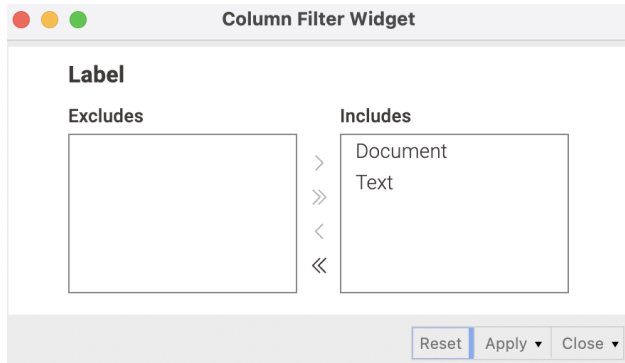 Column Filter Widget
Label
Excludes
Includes
Document
Text
Reset Apply Close